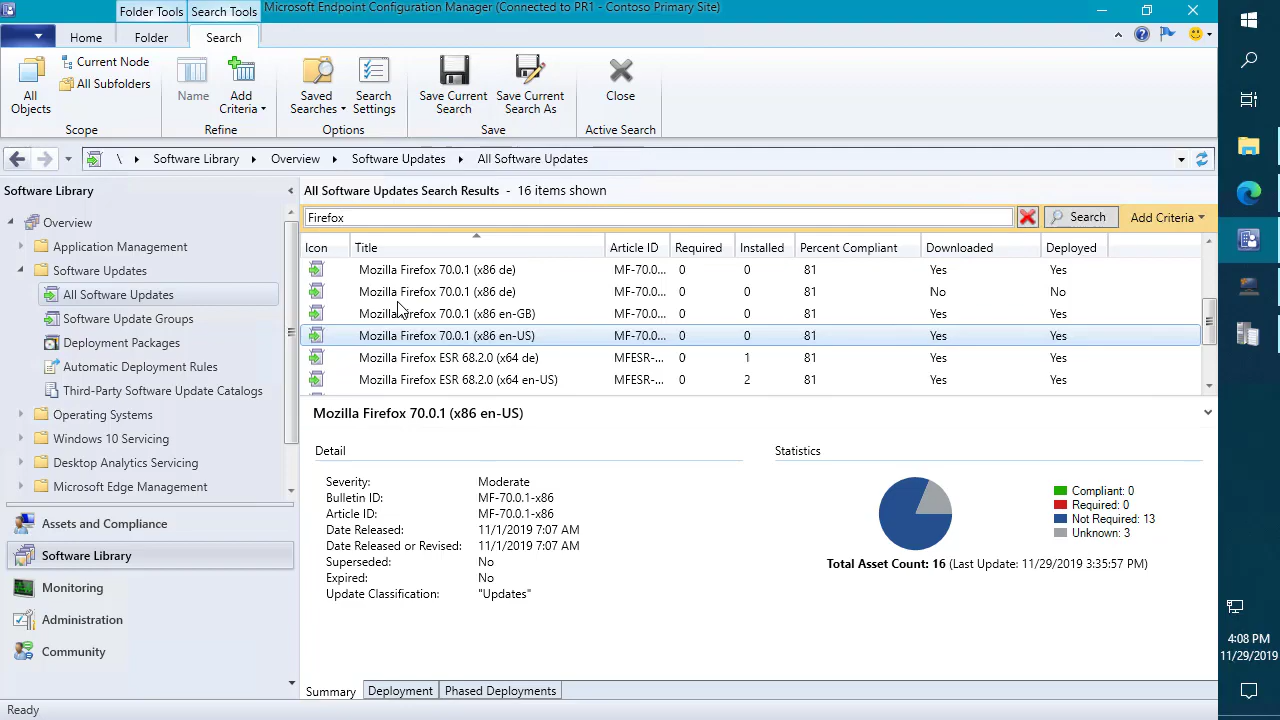 Folder Tools Search Tools Microsoft Endpoint Configuration Manager (Connected to PR1 - Contoso Primary Site)
Home Folder Search
All Objects
Current Node
All Subfolders
Scope
Name
Add Criteria
Refine
Saved Searches
Search Settings
Options
Save Current Search
Save Current Search As
Save
Close
Active Search
\ Software Library Overview Software Updates All Software Updates
Software Library
Overview
Application Management
Software Updates
All Software Updates
Software Update Groups
Deployment Packages
Automatic Deployment Rules
Third-Party Software Update Catalogs
Operating Systems
Windows 10 Servicing
Desktop Analytics Servicing
Microsoft Edge Management
Assets and Compliance
Software Library
Monitoring
Administration
Community
All Software Updates Search Results - 16 items shown
Firefox Search Add Criteria
Icon Title Article ID Required Installed Percent Compliant Downloaded Deployed
Mozilla Firefox 70.0.1 (x86 de) MF-70.0... 0 0 81 Yes Yes
Mozilla Firefox 70.0.1 (x86 de) MF-70.0... 0 0 81 No No
Mozilla Firefox 70.0.1 (x86 en-GB) MF-70.0... 0 0 81 Yes Yes
Mozilla Firefox 70.0.1 (x86 en-US) MF-70.0... 0 0 81 Yes Yes
Mozilla Firefox ESR 68.2.0 (x64 de) MFESR-... 0 1 81 Yes Yes
Mozilla Firefox ESR 68.2.0 (x64 en-US) MFESR-... 0 2 81 Yes Yes
Mozilla Firefox 70.0.1 (x86 en-US)
Detail
Severity: Moderate
Bulletin ID: MF-70.0.1-x86
Article ID: MF-70.0.1-x86
Date Released: 11/1/2019 7:07 AM
Date Released or Revised: 11/1/2019 7:07 AM
Superseded: No
Expired: No
Update Classification: "Updates"
Statistics
Compliant: 0
Required: 0
Not Required: 13
Unknown: 3
Total Asset Count: 16 (Last Update: 11/29/2019 3:35:57 PM)
Summary Deployment Phased Deployments
Ready
4:08 PM
11/29/2019